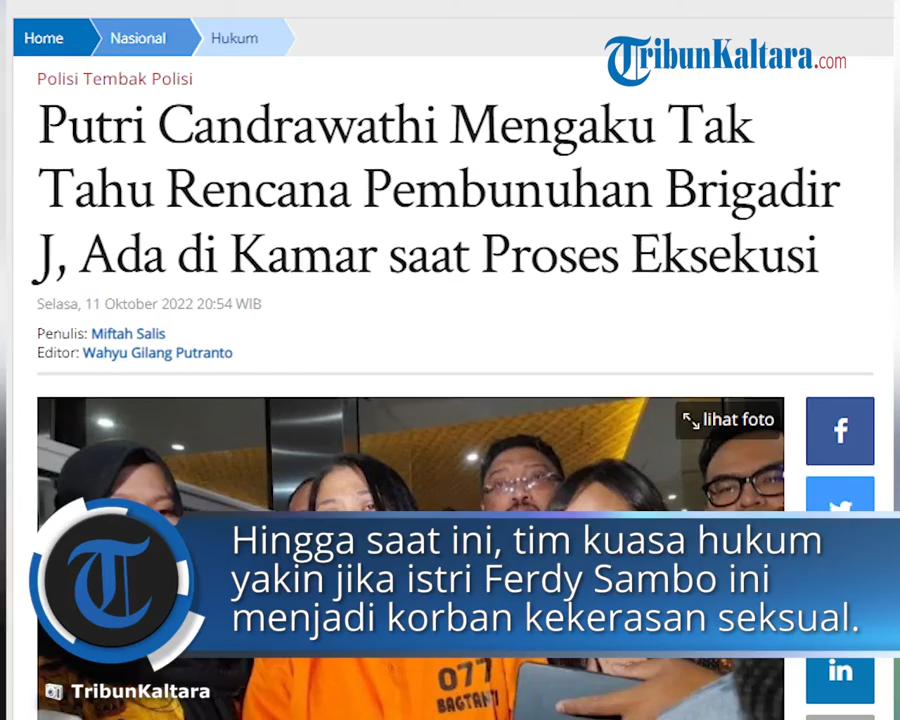 Home Nasional Hukum
TribunKaltara.com
Polisi Tembak Polisi
Putri Candrawathi Mengaku Tak
Tahu Rencana Pembunuhan Brigadir
J, Ada di Kamar saat Proses Eksekusi
Selasa, 11 Oktober 2022 20:54 WIB
Penulis: Miftah Salis
Editor: Wahyu Gilang Putranto
lihat foto
f
Hingga saat ini, tim kuasa hukum
yakin jika istri Ferdy Sambo ini
menjadi korban kekerasan seksual.
T
077
in
TribunKaltara